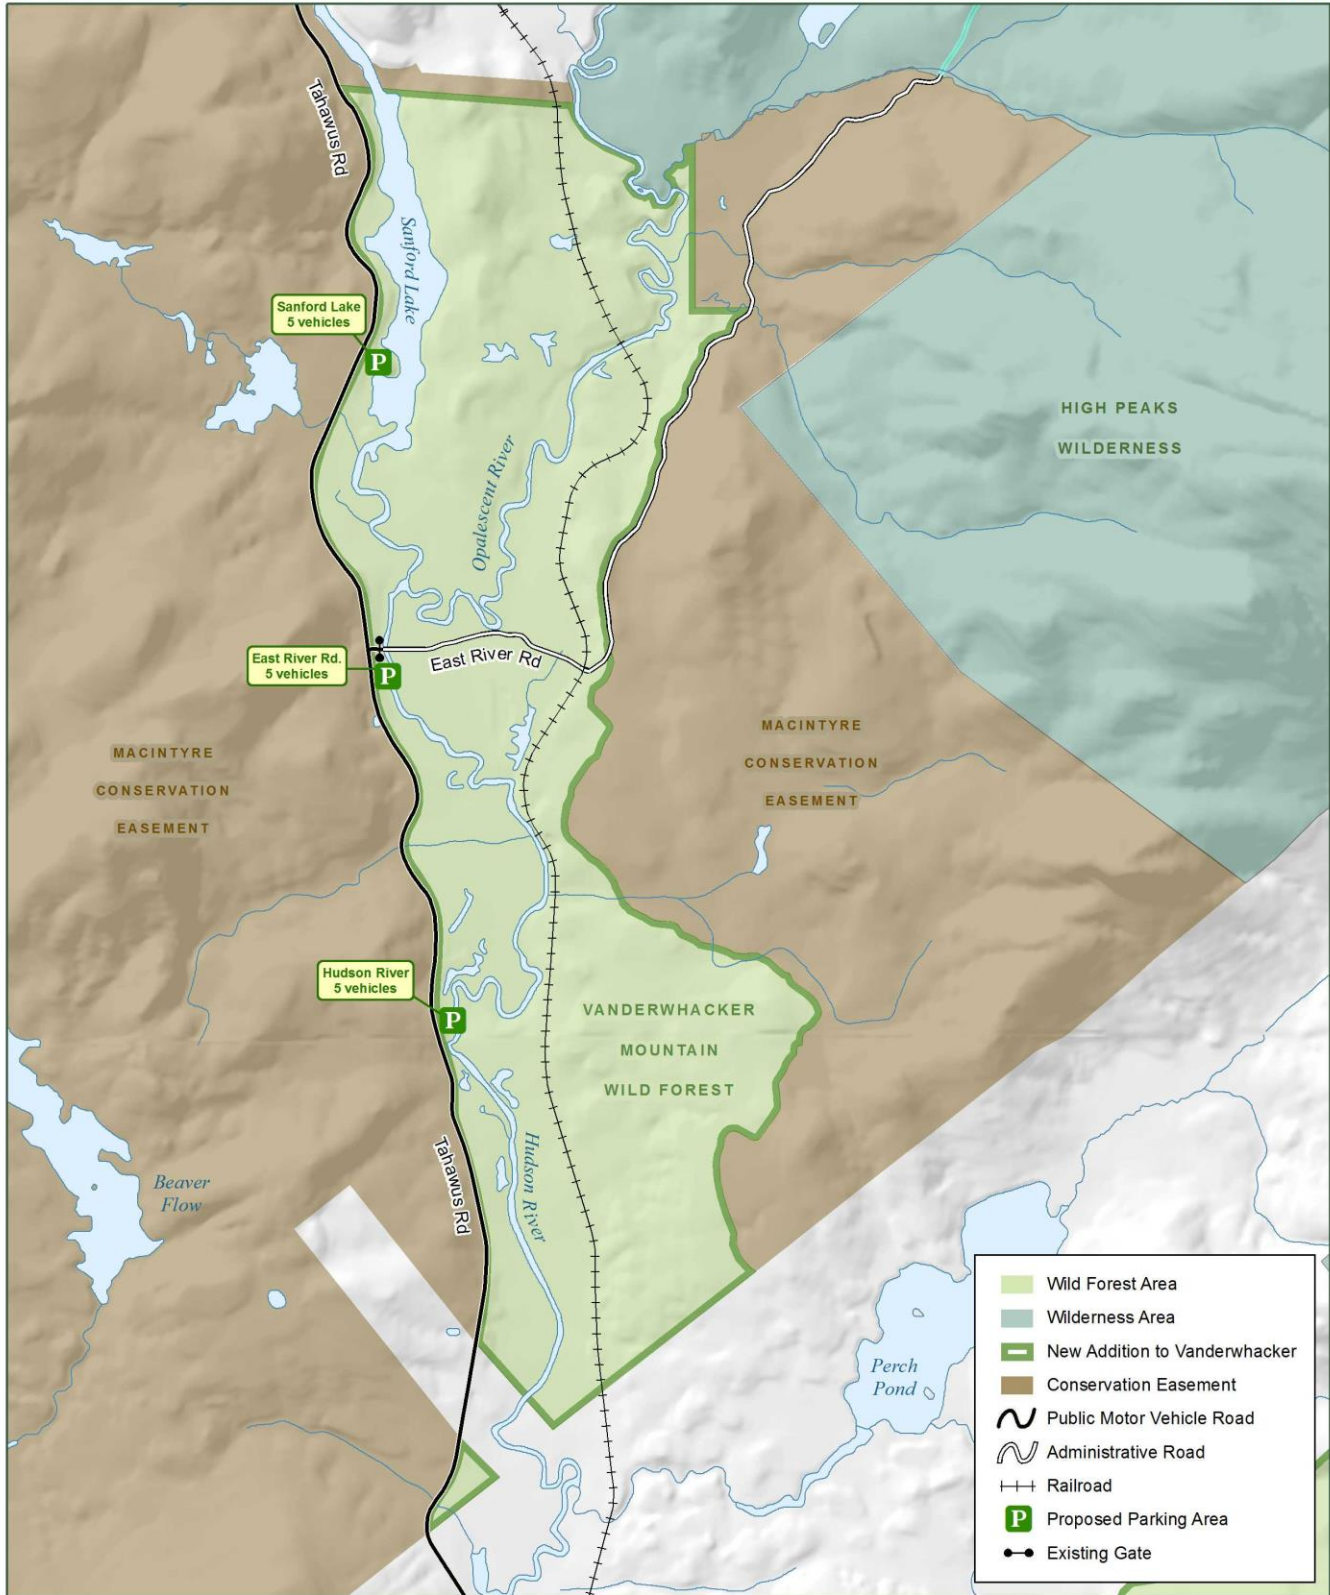 Tahawus Rd
Sanford Lake
Sanford Lake
5 vehicles
P
HIGH PEAKS
WILDERNESS
Opalescent River
East River Rd.
5 vehicles
P
East River Rd
MACINTYRE
CONSERVATION
EASEMENT
MACINTYRE
CONSERVATION
EASEMENT
Hudson River
5 vehicles
P
VANDERWHACKER
MOUNTAIN
WILD FOREST
Beaver
Flow
Tahawus Rd
Hudson River
Perch
Pond
Wild Forest Area
Wilderness Area
New Addition to Vanderwhacker
Conservation Easement
Public Motor Vehicle Road
Administrative Road
Railroad
P Proposed Parking Area
Existing Gate